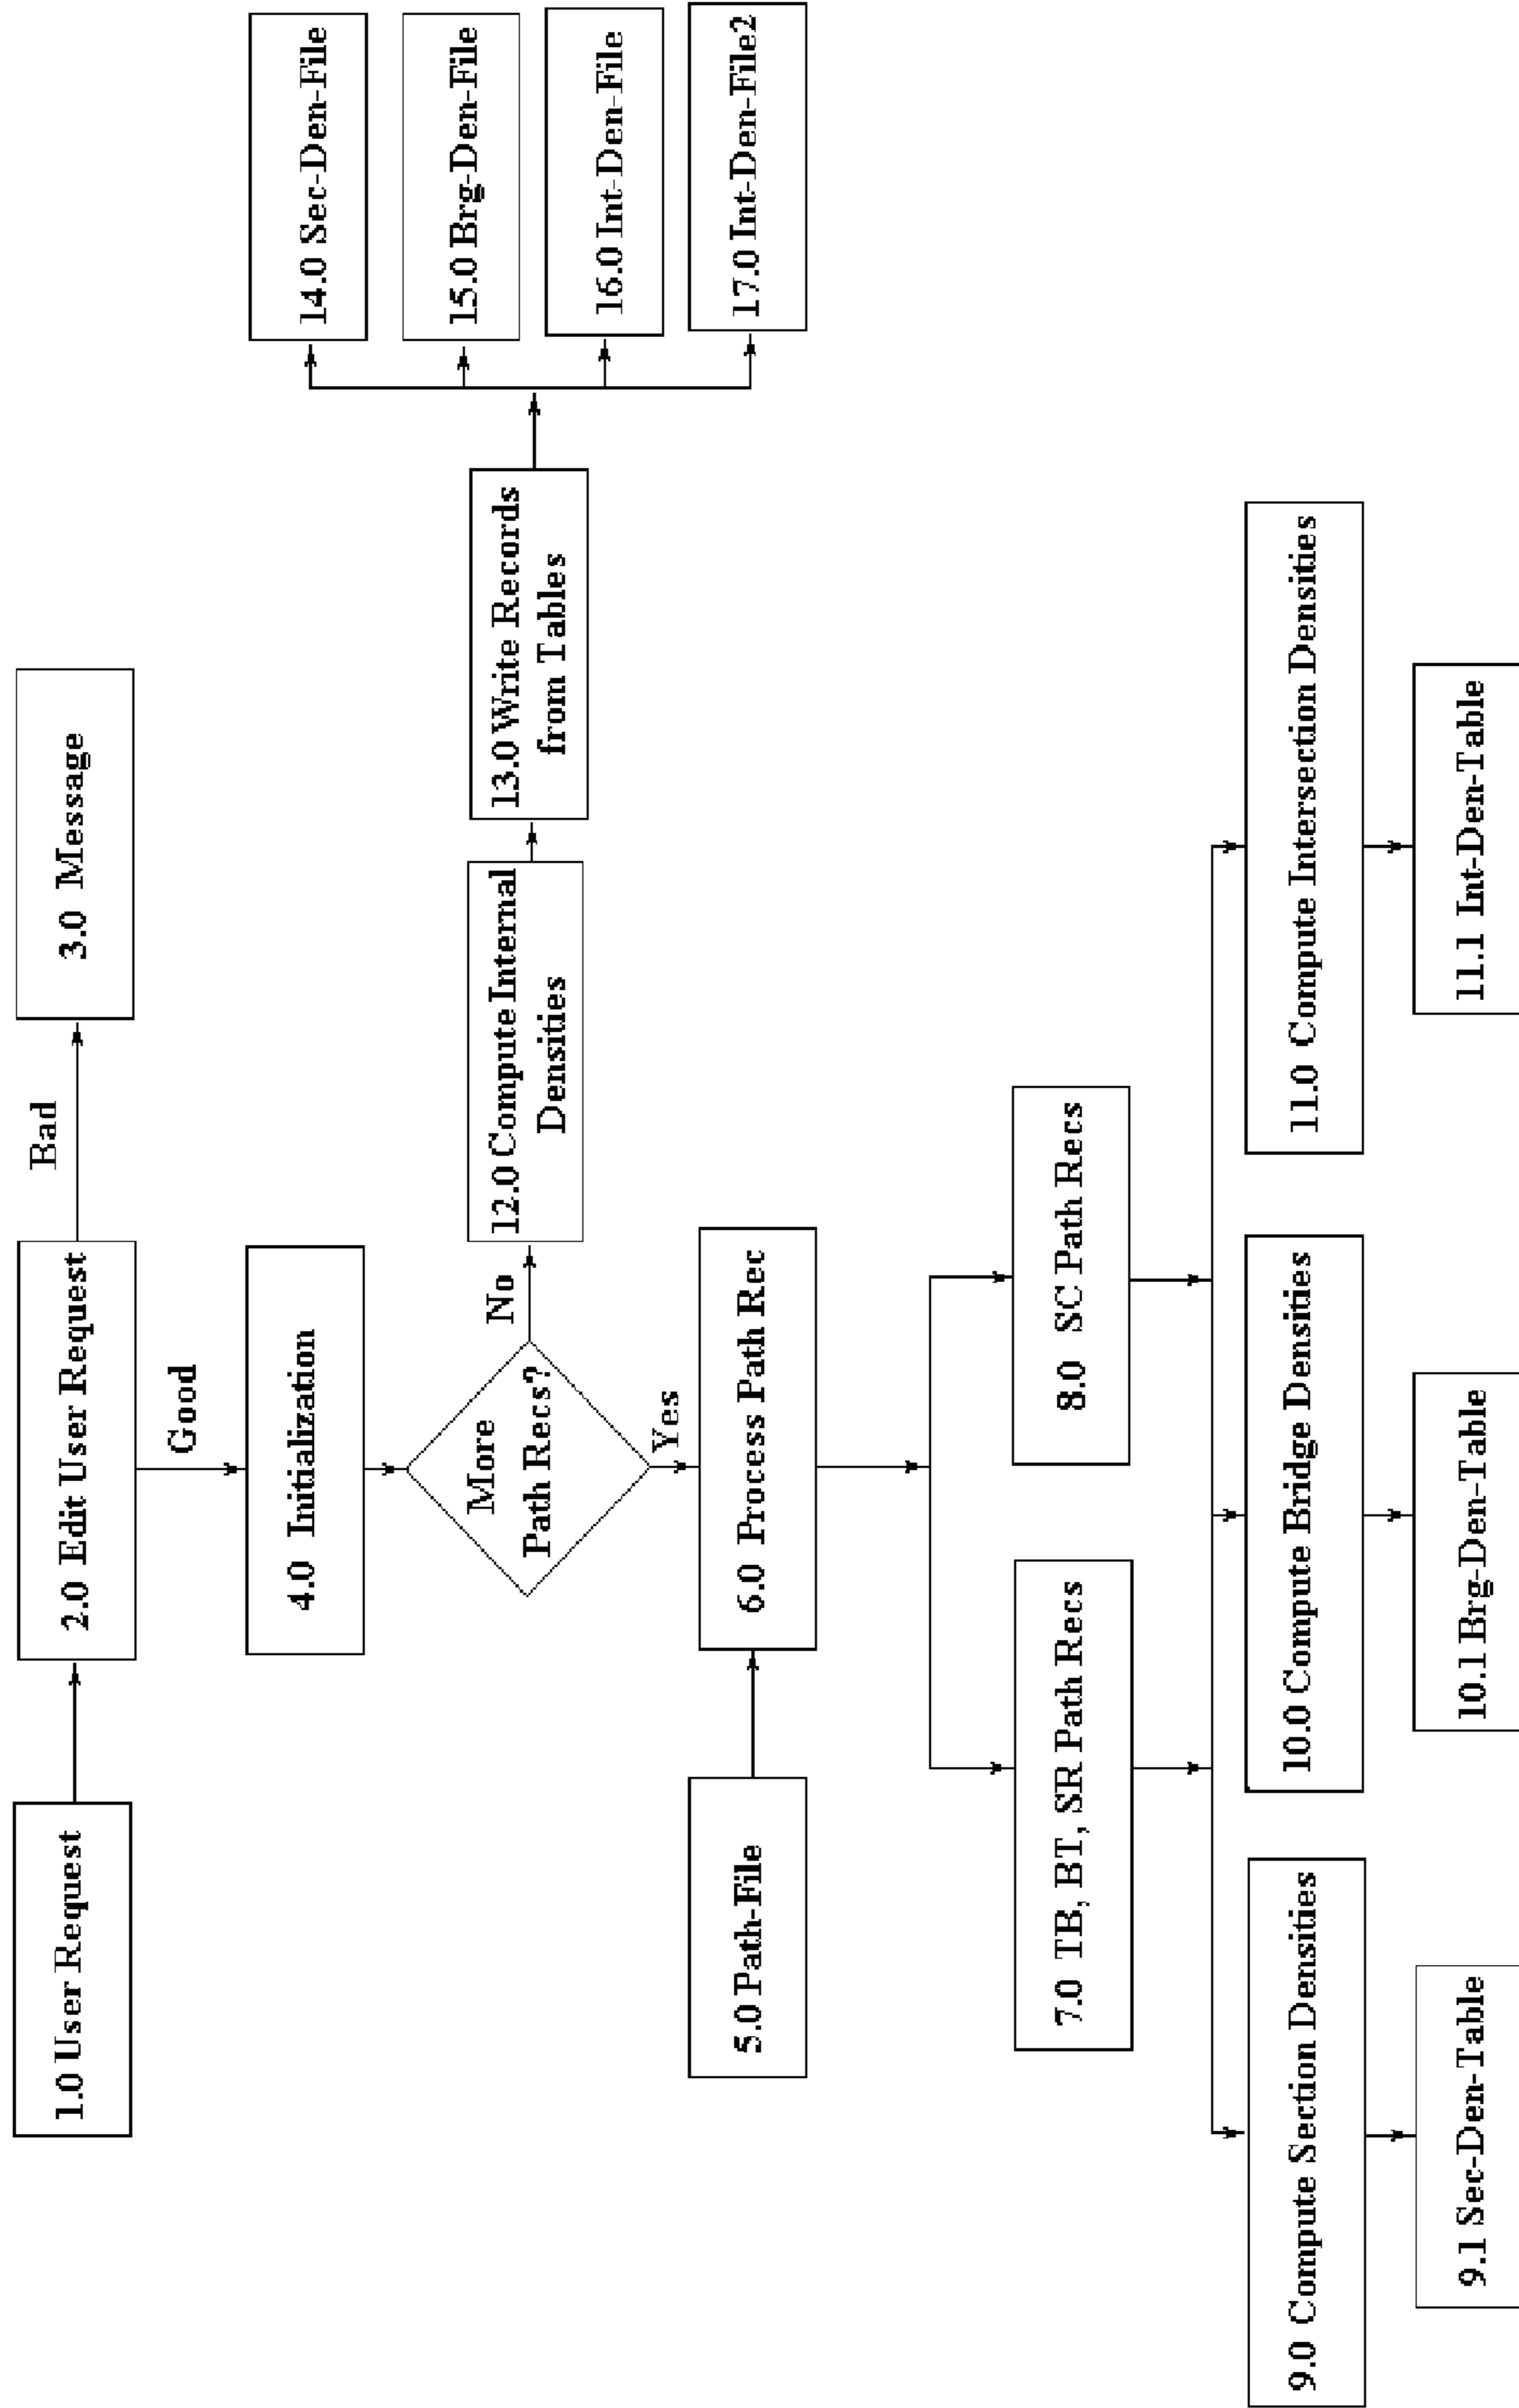 1.0 User Request
2.0 Edit User Request
Bad
3.0 Message
Good
4.0 Initialization
More
Path Recs?
No
12.0 Compute Internal
Densities
13.0 Write Records
from Tables
14.0 Sec-Den-File
15.0 Brg-Den-File
16.0 Int-Den-File
17.0 Int-Den-File2
Yes
5.0 Path-File
6.0 Process Path Rec
7.0 TB, BT, SR Path Recs
8.0 SC Path Recs
9.0 Compute Section Densities
10.0 Compute Bridge Densities
11.0 Compute Intersection Densities
9.1 Sec-Den-Table
10.1 Brg-Den-Table
11.1 Int-Den-Table